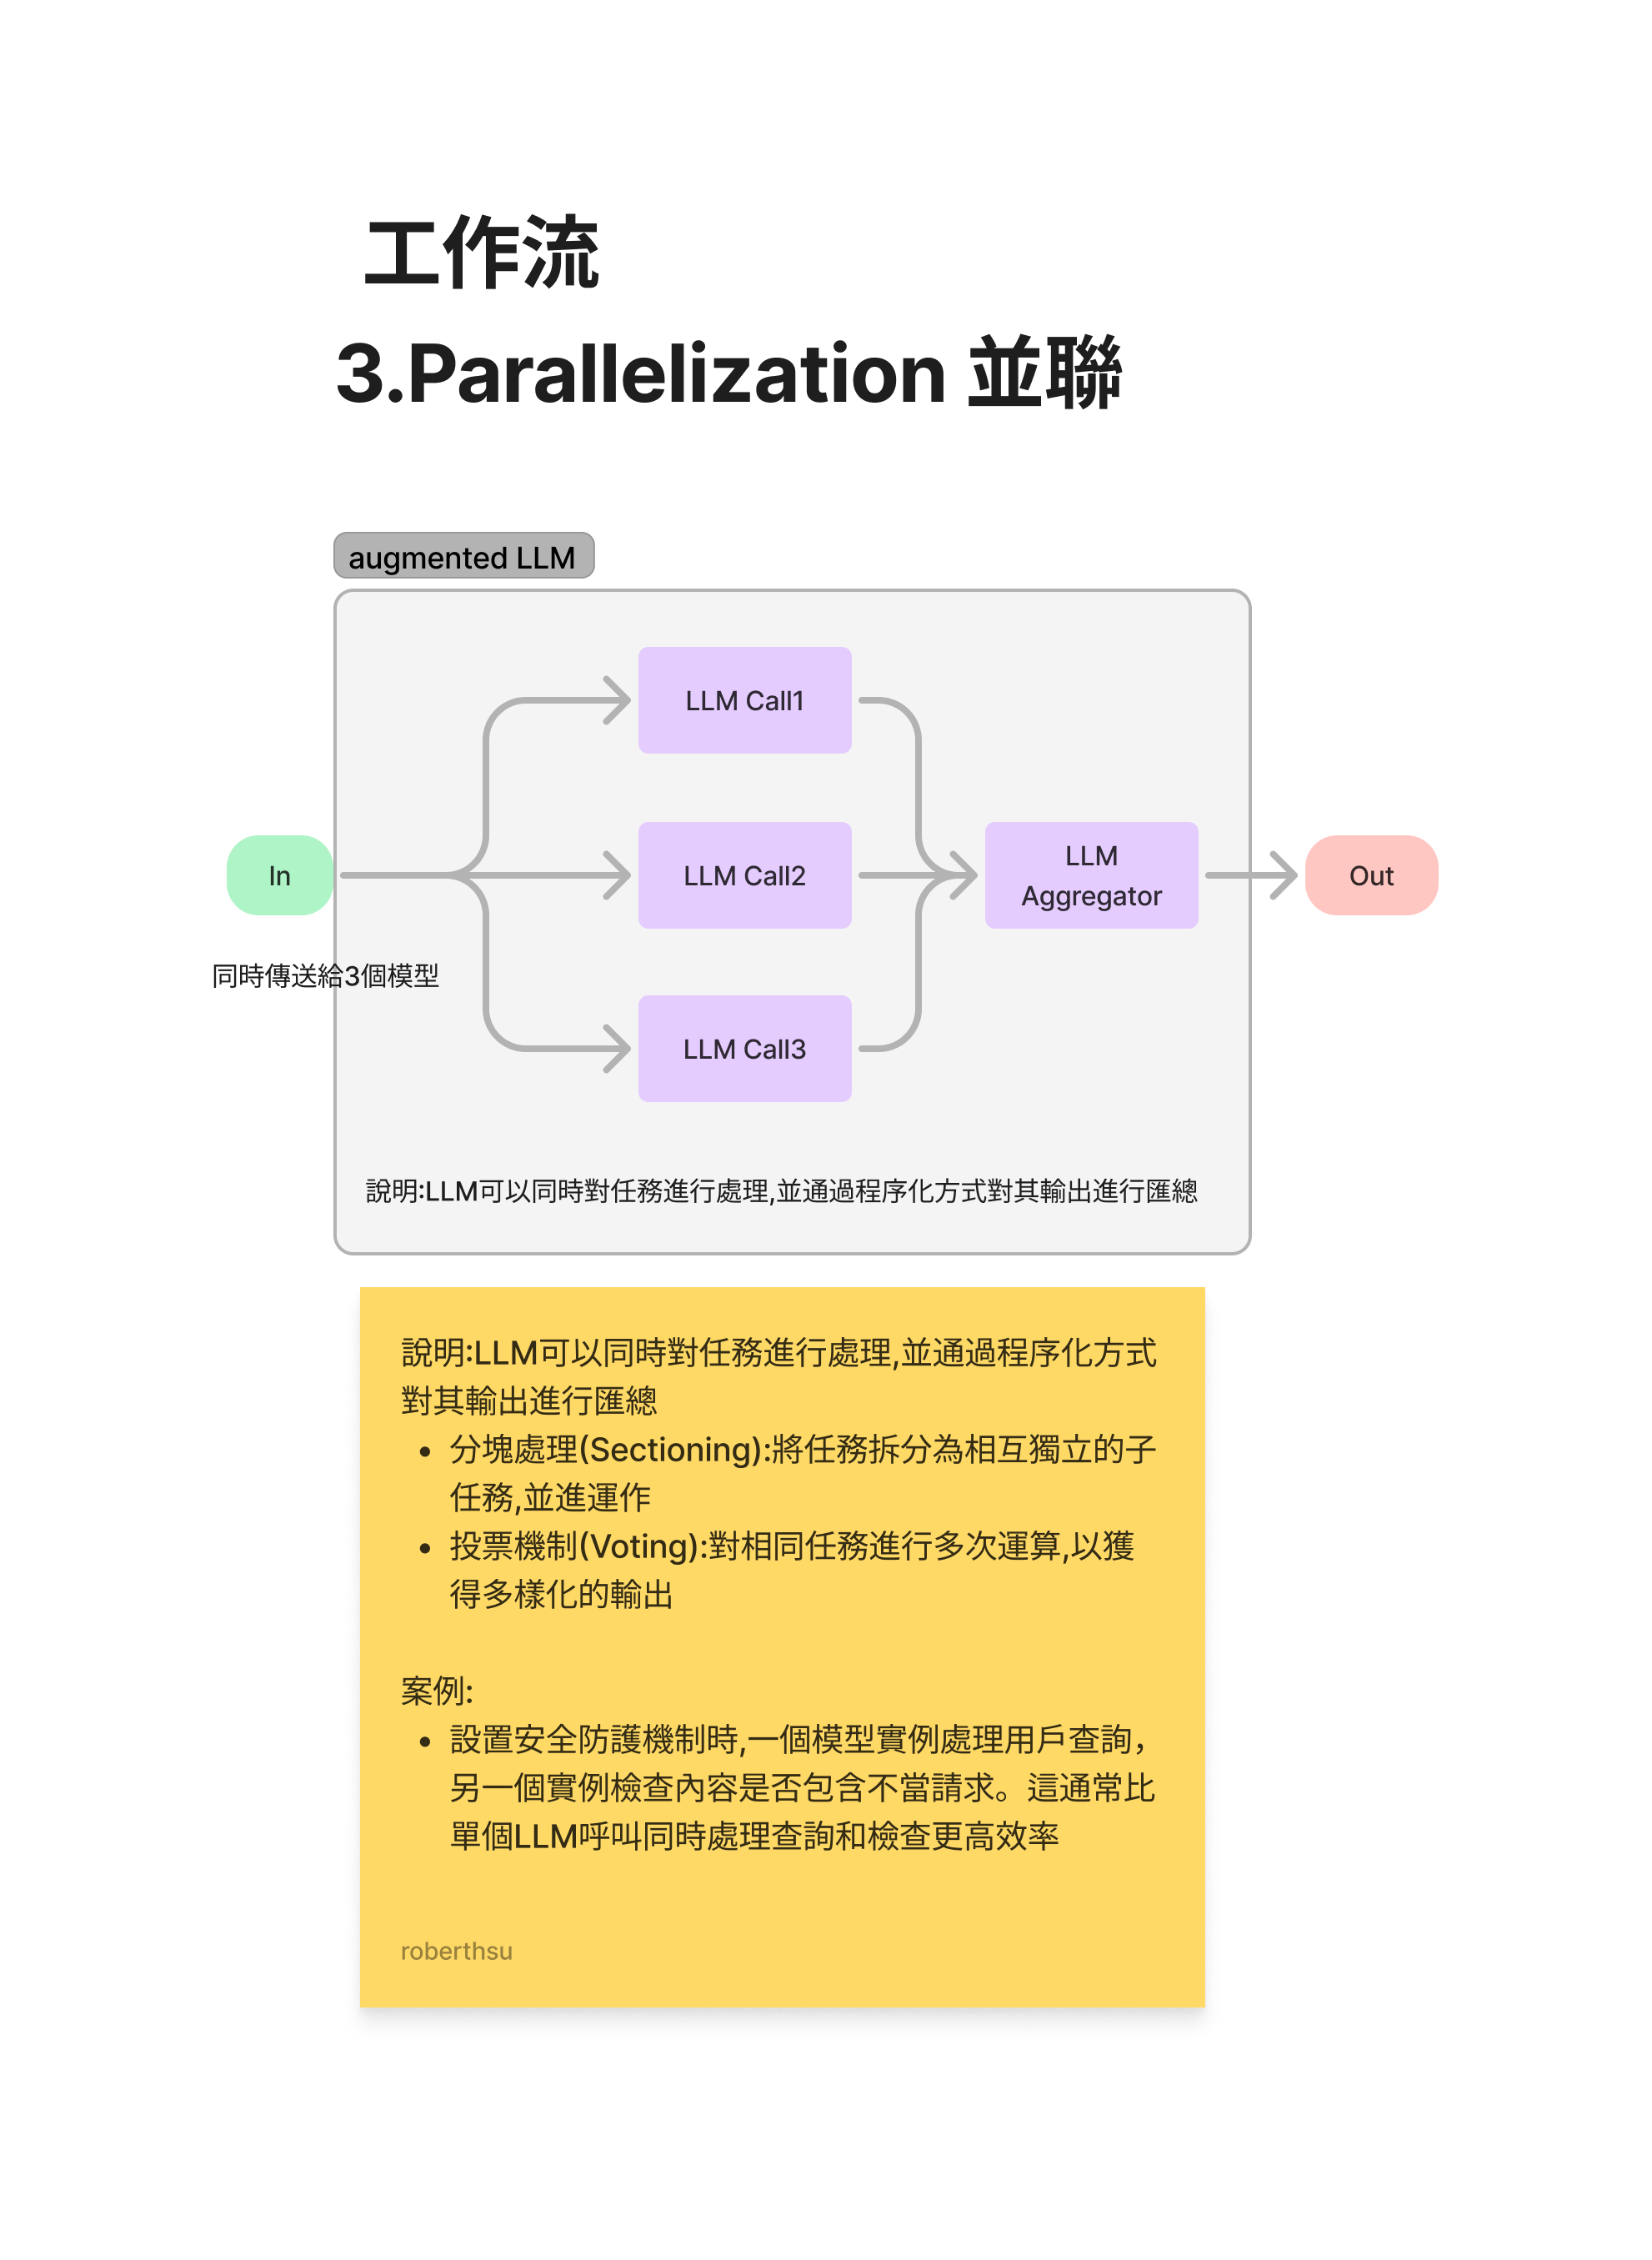 工作流
3.Parallelization 並聯
augmented LLM
LLM Call1
In
LLM Call2
LLM
Aggregator
Out
同時傳送給3個模型
LLM Call3
說明:LLM可以同時對任務進行處理,並通過程序化方式對其輸出進行匯總
說明:LLM可以同時對任務進行處理,並通過程序化方式
對其輸出進行匯總
• 分塊處理(Sectioning):將任務拆分為相互獨立的子
任務,並進運作
• 投票機制(Voting):對相同任務進行多次運算,以獲
得多樣化的輸出
案例:
• 設置安全防護機制時,一個模型實例處理用戶查詢，
另一個實例檢查內容是否包含不當請求。這通常比
單個LLM呼叫同時處理查詢和檢查更高效率
roberthsu